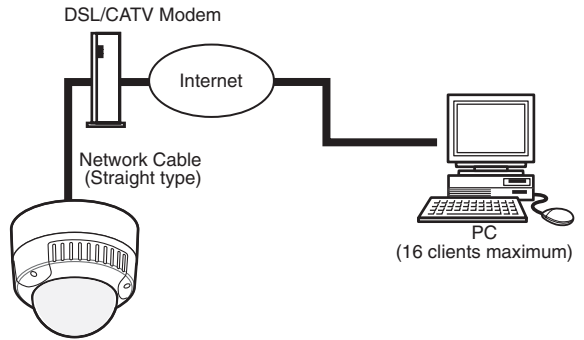 DSL/CATV Modem
Internet
Network Cable
(Straight type)
PC
(16 clients maximum)